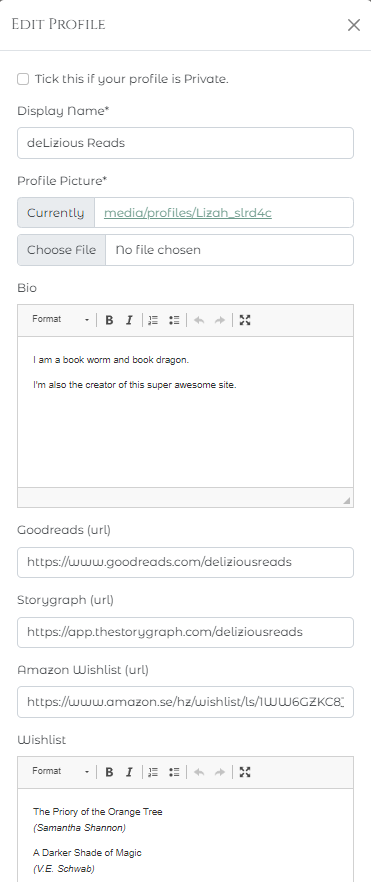 Edit Profile
Tick this if your profile is Private.
Display Name*
deLizious Reads
Profile Picture*
Currently media/profiles/Lizah_slrd4c
Choose File No file chosen
Bio
Format B I
I am a book worm and book dragon.
I'm also the creator of this super awesome site.
Goodreads (url)
https://www.goodreads.com/deliziousreads
Storygraph (url)
https://app.thestorygraph.com/deliziousreads
Amazon Wishlist (url)
https://www.amazon.se/hz/wishlist/ls/1WW6GZKC8
Wishlist
Format B I
The Priory of the Orange Tree
(Samantha Shannon)
A Darker Shade of Magic
(V.E. Schwab)